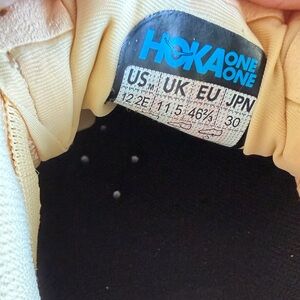 HOKA ONE ONE
US M UK EU JPN
12 2E 11.5 46⅔ 30